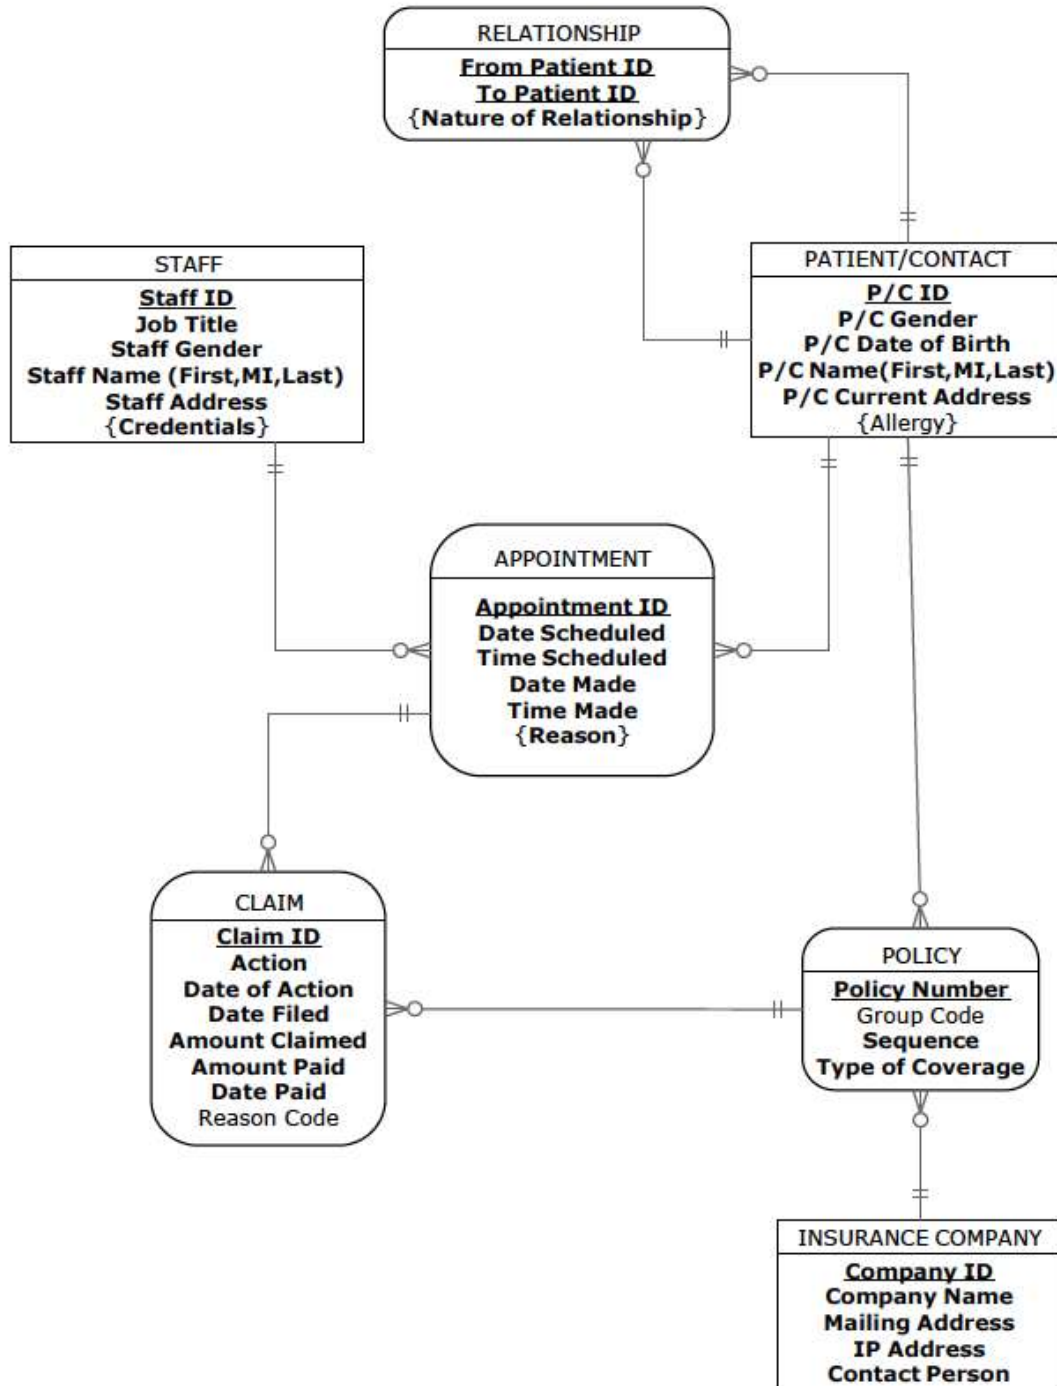 RELATIONSHIP
From Patient ID
To Patient ID
{Nature of Relationship}
STAFF
Staff ID
Job Title
Staff Gender
Staff Name (First,MI,Last)
Staff Address
{Credentials}
PATIENT/CONTACT
P/C ID
P/C Gender
P/C Date of Birth
P/C Name(First,MI,Last)
P/C Current Address
{Allergy}
APPOINTMENT
Appointment ID
Date Scheduled
Time Scheduled
Date Made
Time Made
{Reason}
CLAIM
Claim ID
Action
Date of Action
Date Filed
Amount Claimed
Amount Paid
Date Paid
Reason Code
POLICY
Policy Number
Group Code
Sequence
Type of Coverage
INSURANCE COMPANY
Company ID
Company Name
Mailing Address
IP Address
Contact Person